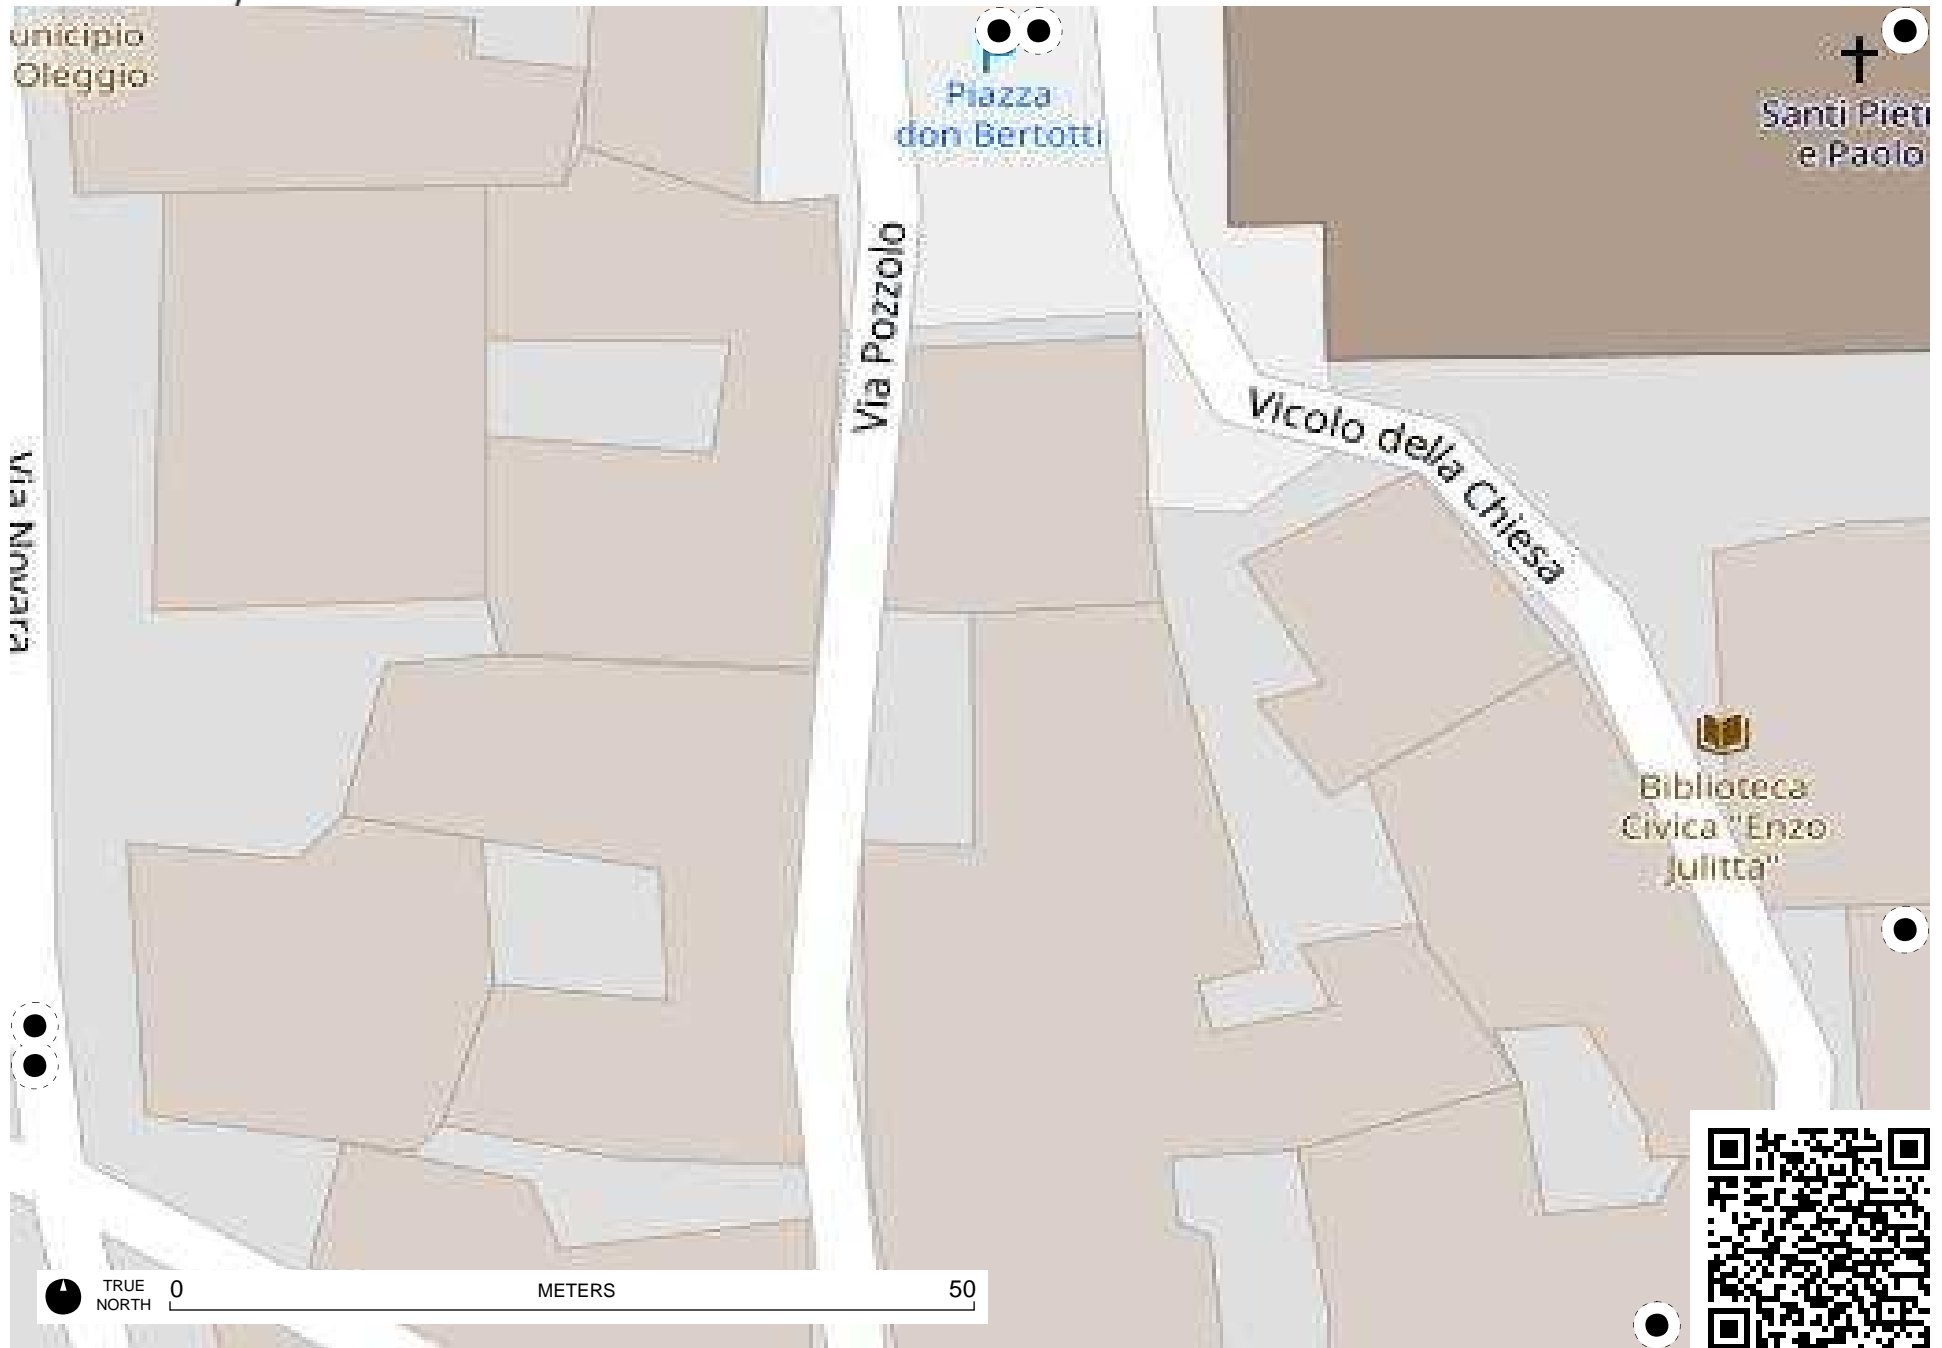 unicipio
Oleggio
Piazza
don Bertotti
Santi Pietr
e Paolo
Via Pozzolo
Vicolo della Chiesa
Via Novara
Biblioteca
Civica "Enzo
Julitta"
TRUE
NORTH
0
METERS
50